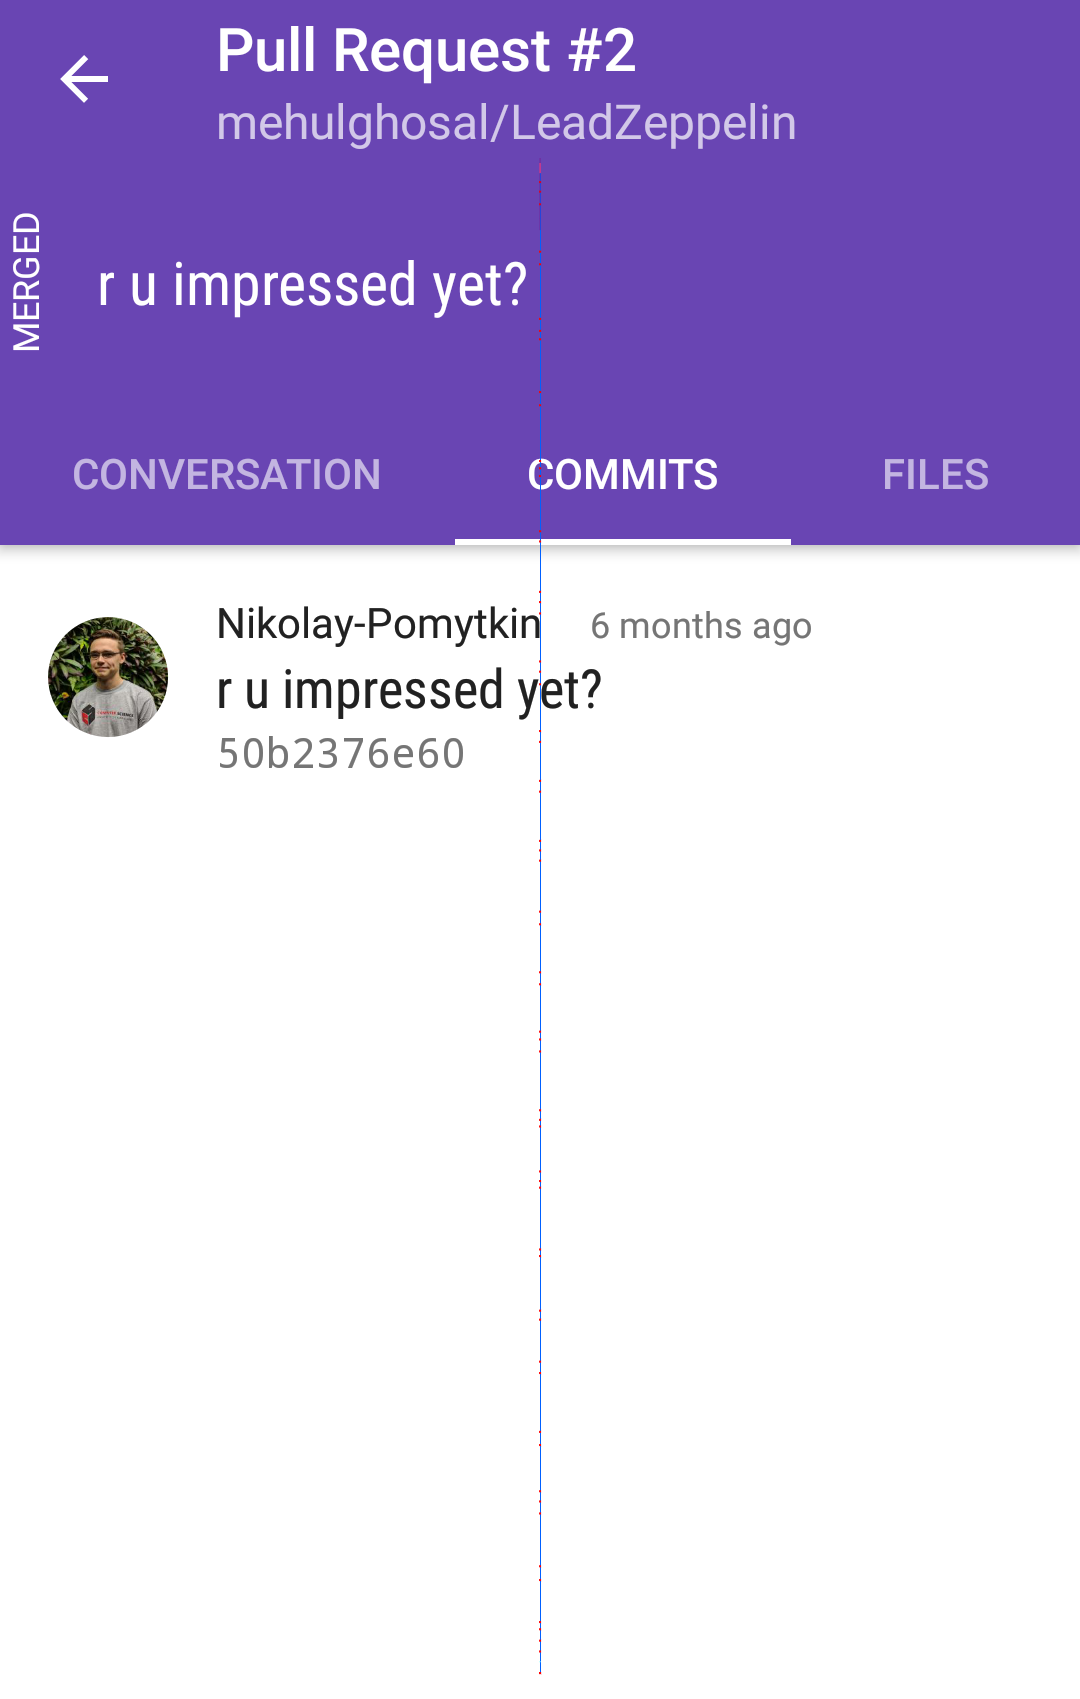 Pull Request #2
mehulghosal/LeadZeppelin
MERGED
r u impressed yet?
CONVERSATION
COMMITS
FILES
Nikolay-Pomytkin 6 months ago
r u impressed yet?
50b2376e60